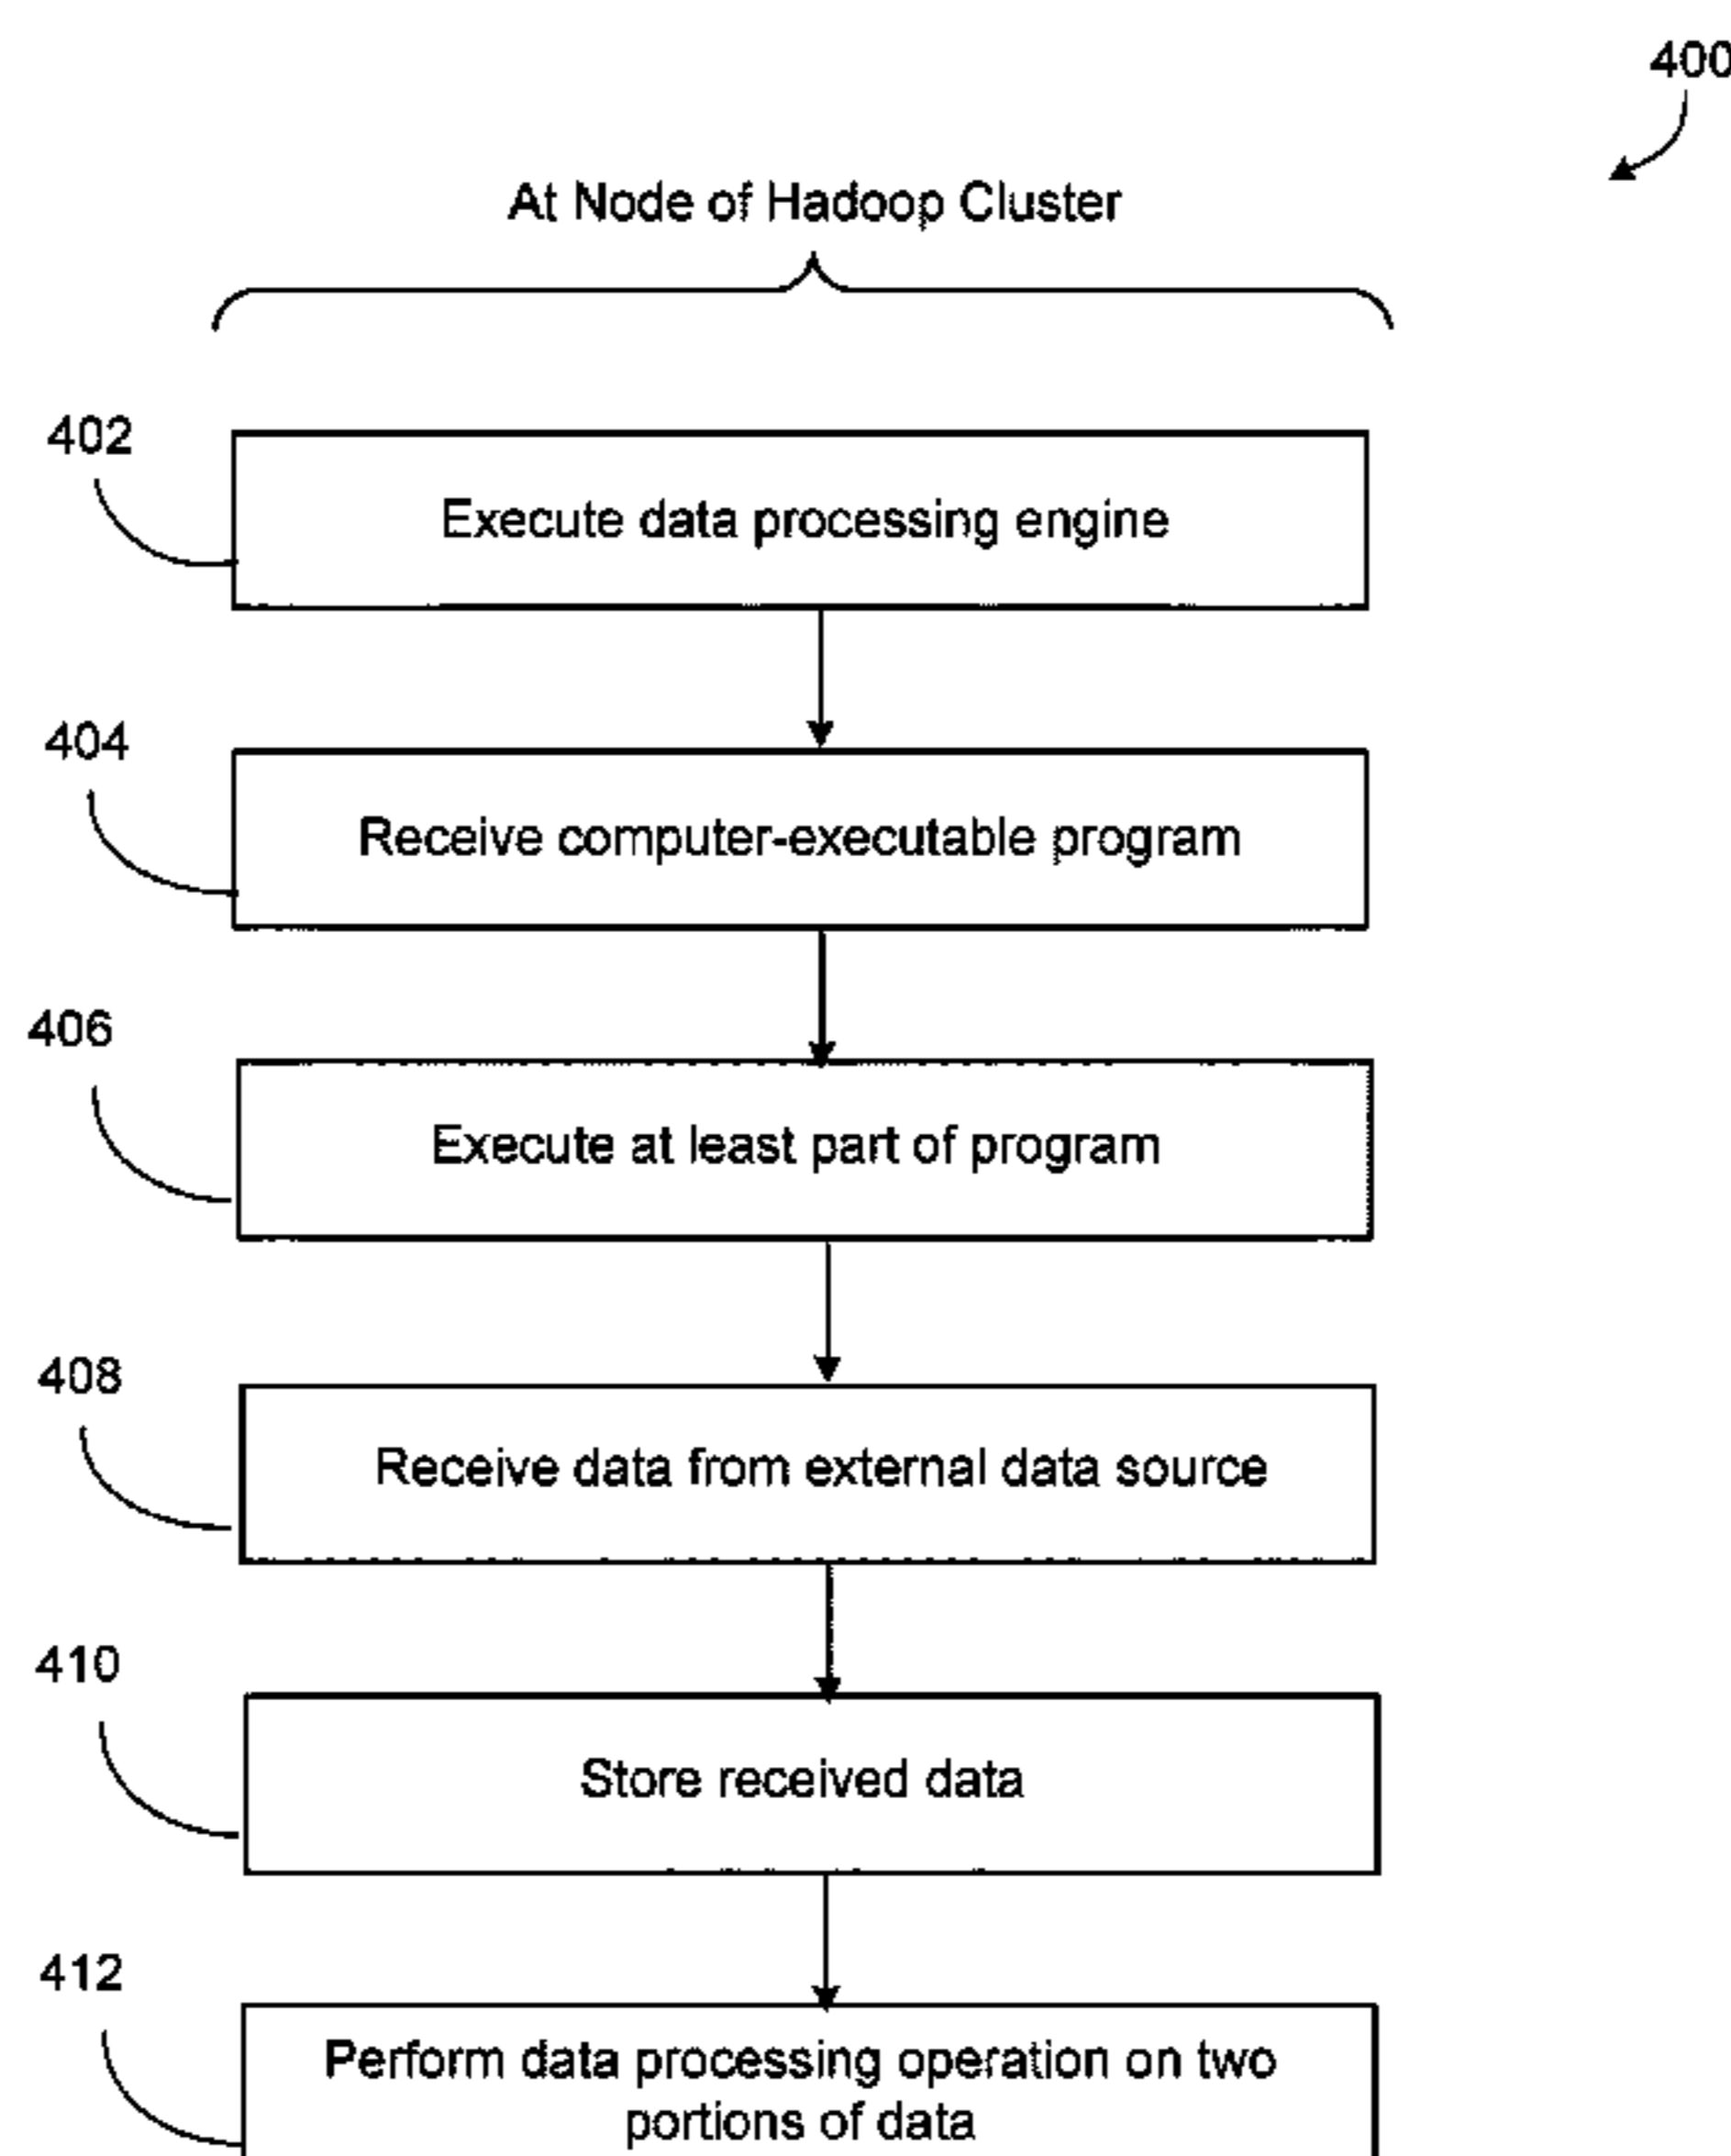 400
At Node of Hadoop Cluster
402
Execute data processing engine
404
Receive computer-executable program
406
Execute at least part of program
408
Receive data from external data source
410
Store received data
412
Perform data processing operation on two
portions of data